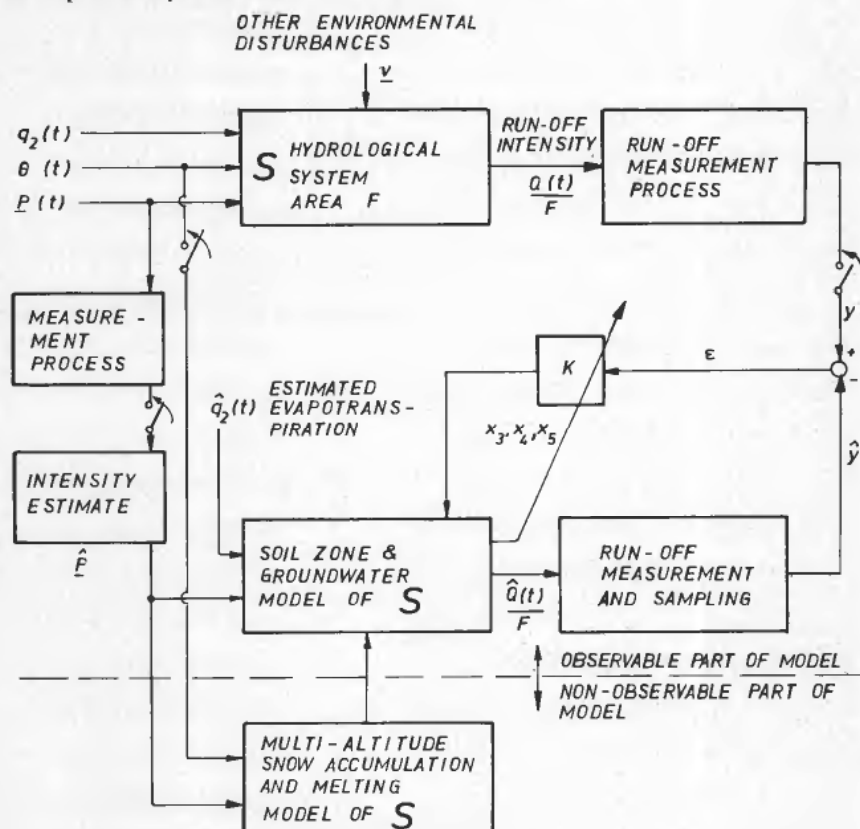 OTHER ENVIRONMENTAL
DISTURBANCES
v
q₂(t)
θ(t)
P(t)
S HYDROLOGICAL
SYSTEM
AREA F
RUN-OFF
INTENSITY
Q(t)
F
RUN-OFF
MEASUREMENT
PROCESS
y
+
-
ε
K
x₃, x₄, x₅
MEASURE-
MENT
PROCESS
q̂₂(t) ESTIMATED
EVAPOTRANS-
PIRATION
ŷ
INTENSITY
ESTIMATE
P̂
SOIL ZONE &
GROUNDWATER
MODEL OF S
Q̂(t)
F
RUN-OFF
MEASUREMENT
AND SAMPLING
OBSERVABLE PART OF MODEL
NON-OBSERVABLE PART OF
MODEL
MULTI-ALTITUDE
SNOW ACCUMULATION
AND MELTING
MODEL OF S